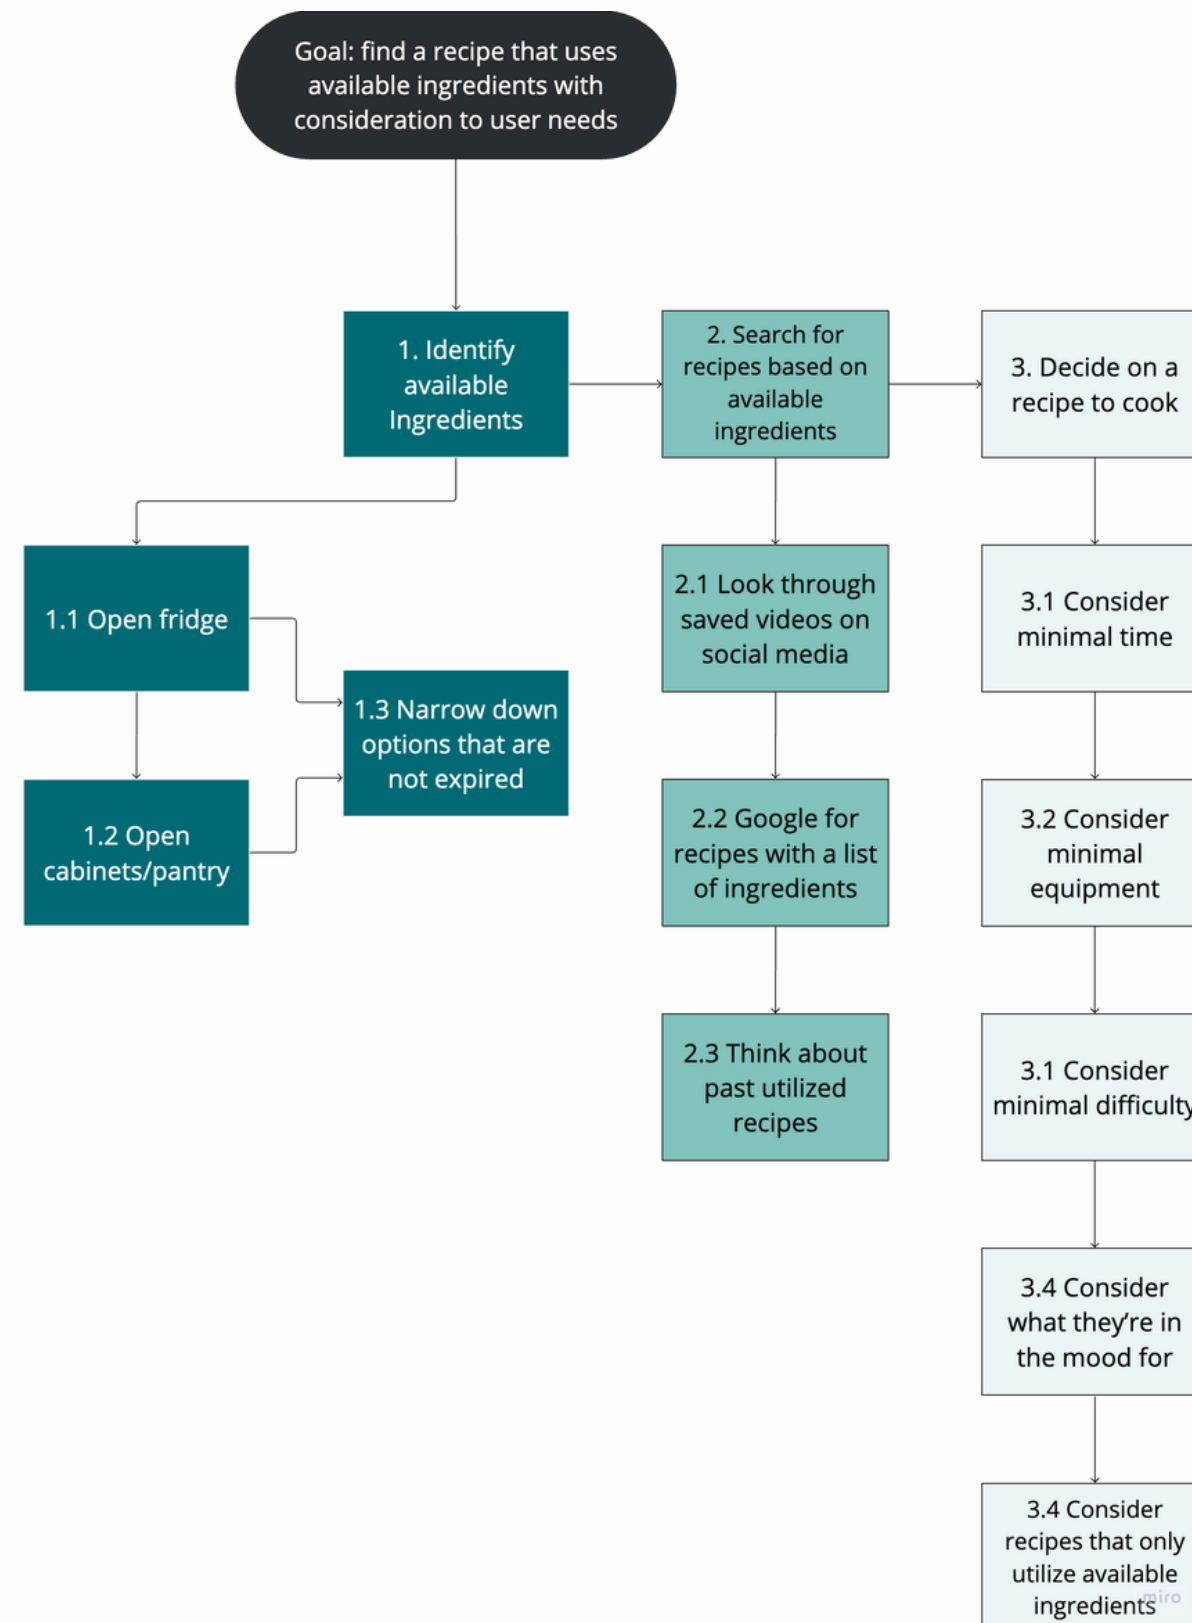 Goal: find a recipe that uses
available ingredients with
consideration to user needs
1. Identify
available
Ingredients
2. Search for
recipes based on
available
ingredients
3. Decide on a
recipe to cook
1.1 Open fridge
1.2 Open
cabinets/pantry
1.3 Narrow down
options that are
not expired
2.1 Look through
saved videos on
social media
2.2 Google for
recipes with a list
of ingredients
2.3 Think about
past utilized
recipes
3.1 Consider
minimal time
3.2 Consider
minimal
equipment
3.1 Consider
minimal difficulty
3.4 Consider
what they’re in
the mood for
3.4 Consider
recipes that only
utilize available
ingredients
miro